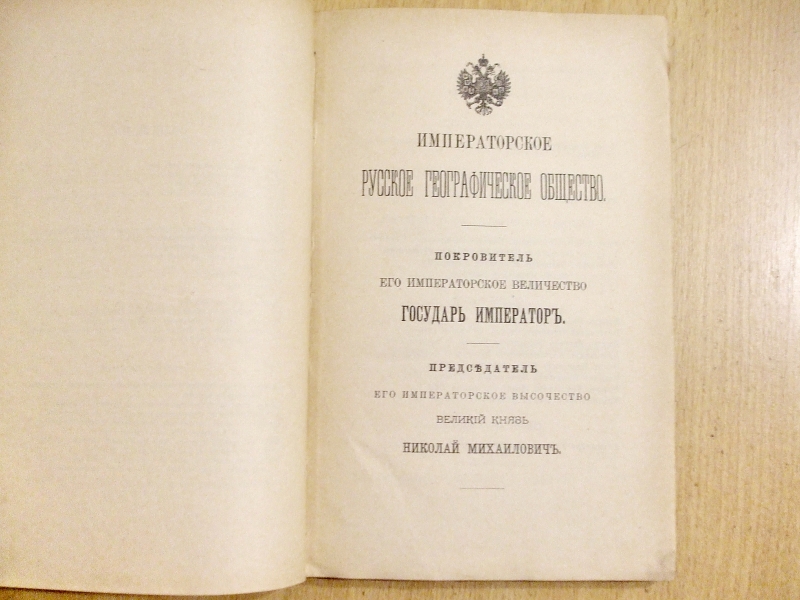 ИМПЕРАТОРСКОЕ
РУССКОЕ ГЕОГРАФИЧЕСКОЕ ОБЩЕСТВО.
ПОКРОВИТЕЛЬ
ЕГО ИМПЕРАТОРСКОЕ ВЕЛИЧЕСТВО
ГОСУДАРЬ ИМПЕРАТОРЪ.
ПРЕДСѢДАТЕЛЬ
ЕГО ИМПЕРАТОРСКОЕ ВЫСОЧЕСТВО
ВЕЛИКІЙ КНЯЗЬ
НИКОЛАЙ МИХАИЛОВИЧЪ.